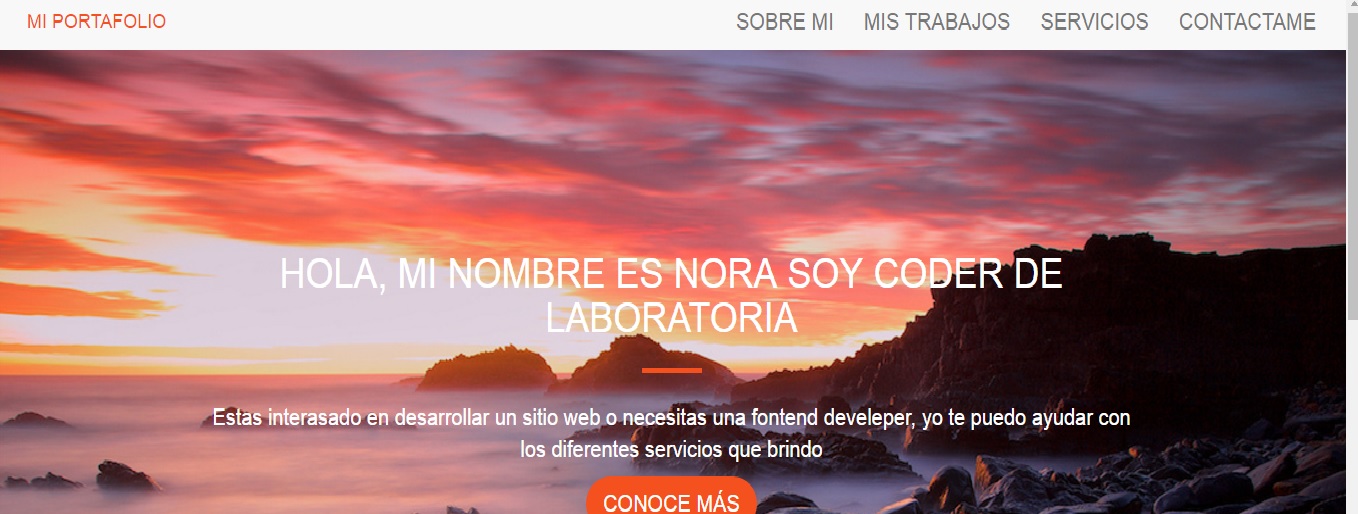 MI PORTAFOLIO
SOBRE MI MIS TRABAJOS SERVICIOS CONTACTAME
HOLA, MI NOMBRE ES NORA SOY CODER DE
LABORATORIA
Estas interasado en desarrollar un sitio web o necesitas una fontend develeper, yo te puedo ayudar con
los diferentes servicios que brindo
CONOCE MÁS